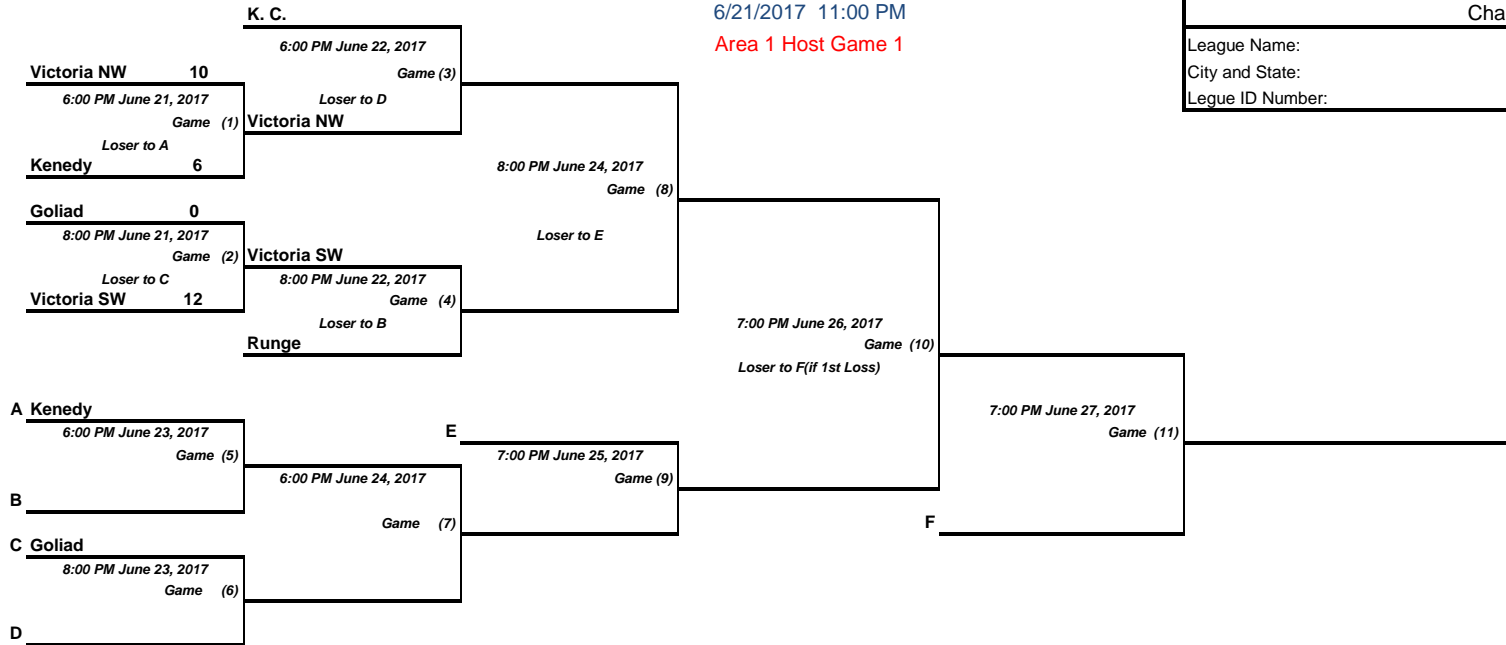 K. C.
6/21/2017 11:00 PM
Cha
6:00 PM June 22, 2017
Area 1 Host Game 1
League Name:
Victoria NW 10
Game (3)
City and State:
6:00 PM June 21, 2017
Loser to D
Legue ID Number:
Game (1)
Victoria NW
Loser to A
Kenedy 6
8:00 PM June 24, 2017
Game (8)
Goliad 0
8:00 PM June 21, 2017
Loser to E
Game (2)
Victoria SW
Loser to C
8:00 PM June 22, 2017
Victoria SW 12
Game (4)
Loser to B
7:00 PM June 26, 2017
Runge
Game (10)
Loser to F(if 1st Loss)
A Kenedy
7:00 PM June 27, 2017
6:00 PM June 23, 2017
E
Game (11)
Game (5)
7:00 PM June 25, 2017
6:00 PM June 24, 2017
Game (9)
B
Game (7)
F
C Goliad
8:00 PM June 23, 2017
Game (6)
D